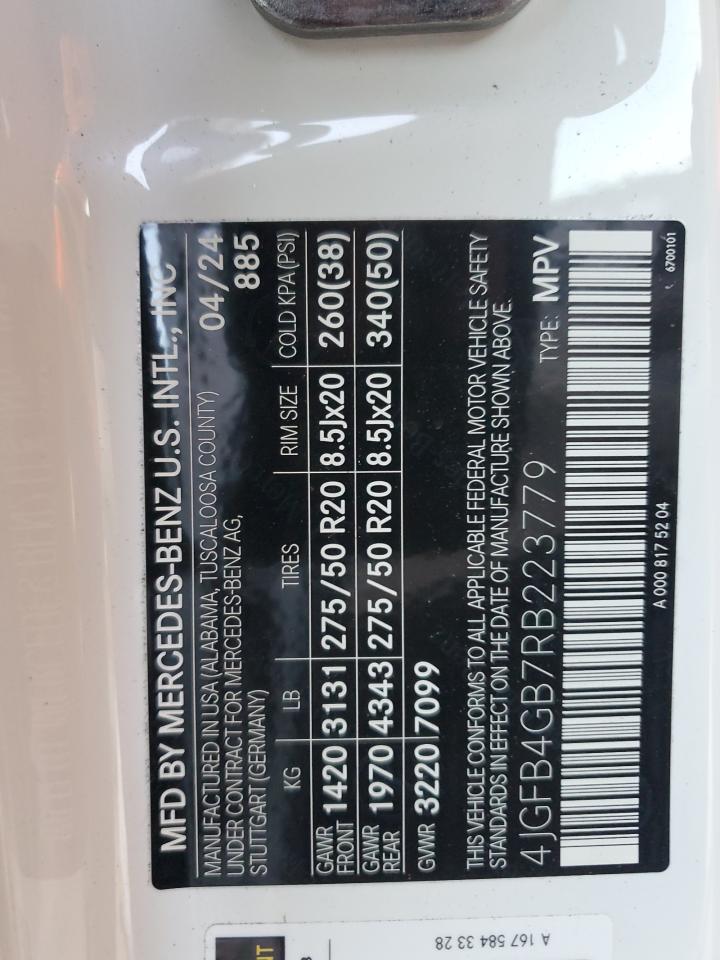 MFD BY MERCEDES-BENZ U.S. INTL., INC
MANUFACTURED IN USA (ALABAMA, TUSCALOOSA COUNTY) 04/24
UNDER CONTRACT FOR MERCEDES-BENZ AG, 885
STUTTGART (GERMANY)
KG LB TIRES RIM SIZE COLD KPA (PSI)
GAWR FRONT 1420 3131 275/50 R20 8.5Jx20 260(38)
GAWR REAR 1970 4343 275/50 R20 8.5Jx20 340(50)
GVWR 3220 7099
THIS VEHICLE CONFORMS TO ALL APPLICABLE FEDERAL MOTOR VEHICLE SAFETY
STANDARDS IN EFFECT ON THE DATE OF MANUFACTURE SHOWN ABOVE.
4JGFB4GB7RB223779 TYPE: MPV
A 000 817 52 04 6700101
A 167 584 33 28